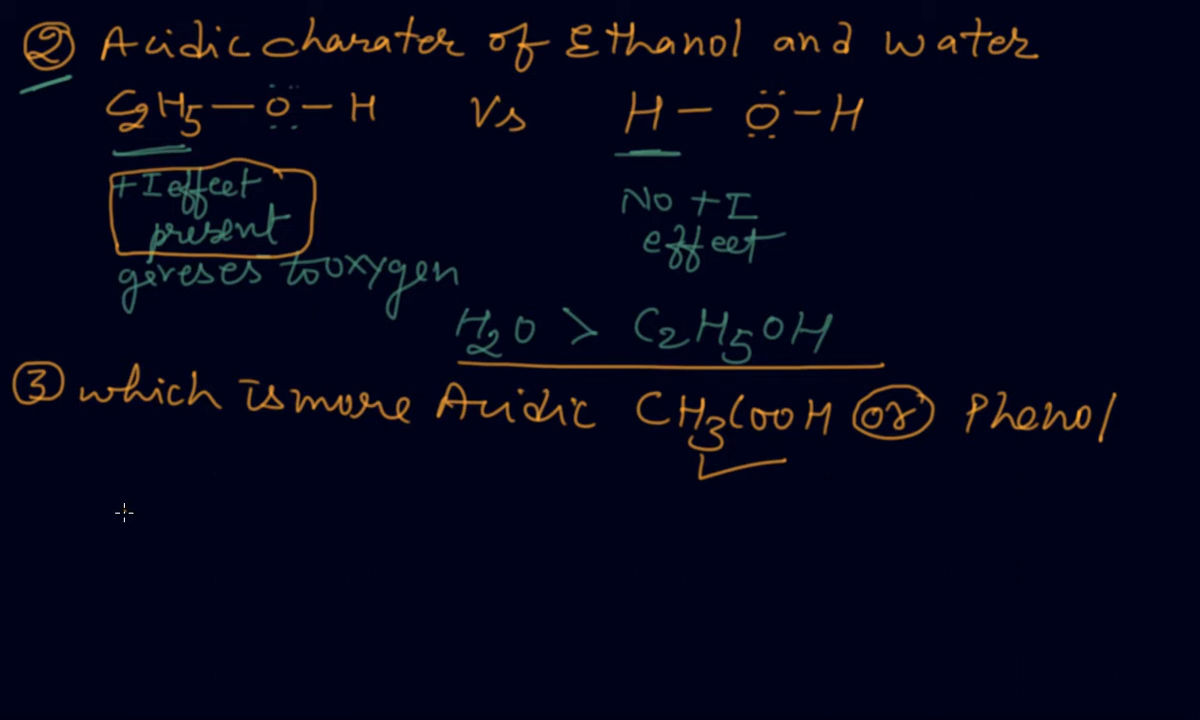 ② Acidic charater of Ethanol and water
C2H5 — O — H Vs H — O — H
+I effect present No +I effect
gives es to oxygen
H2O > C2H5OH
③ which is more Acidic CH3COOH or Phenol